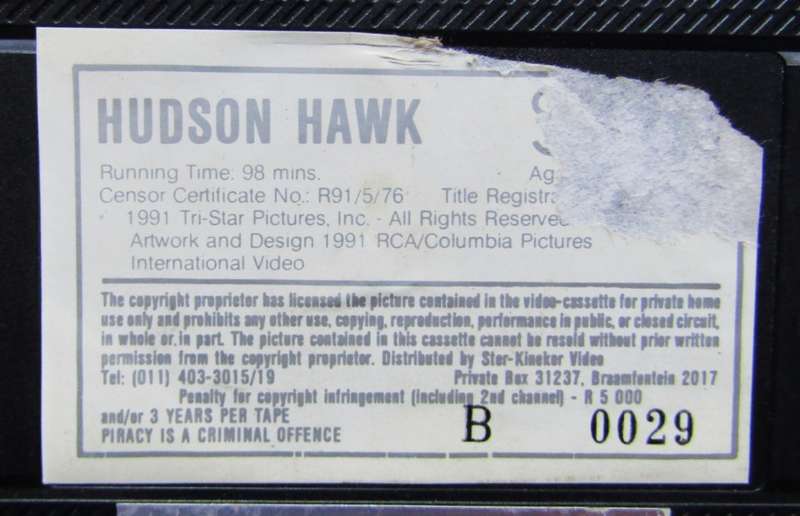 HUDSON HAWK S
Running Time: 98 mins. Ag
Censor Certificate No.: R91/5/76 Title Registra
1991 Tri-Star Pictures, Inc. - All Rights Reserve
Artwork and Design 1991 RCA/Columbia Pictures
International Video
The copyright proprietor has licensed the picture contained in the video-cassette for private home
use only and prohibits any other use, copying, reproduction, performance in public, or closed circuit,
in whole or in part. The picture contained in this cassette cannot be resold without prior written
permission from the copyright proprietor. Distributed by Ster-Kinekor Video
Tel: (011) 403-3015/19 Private Box 31237, Braamfontein 2017
Penalty for copyright infringement (including 2nd channel) - R 5 000
and/or 3 YEARS PER TAPE
PIRACY IS A CRIMINAL OFFENCE B 0029